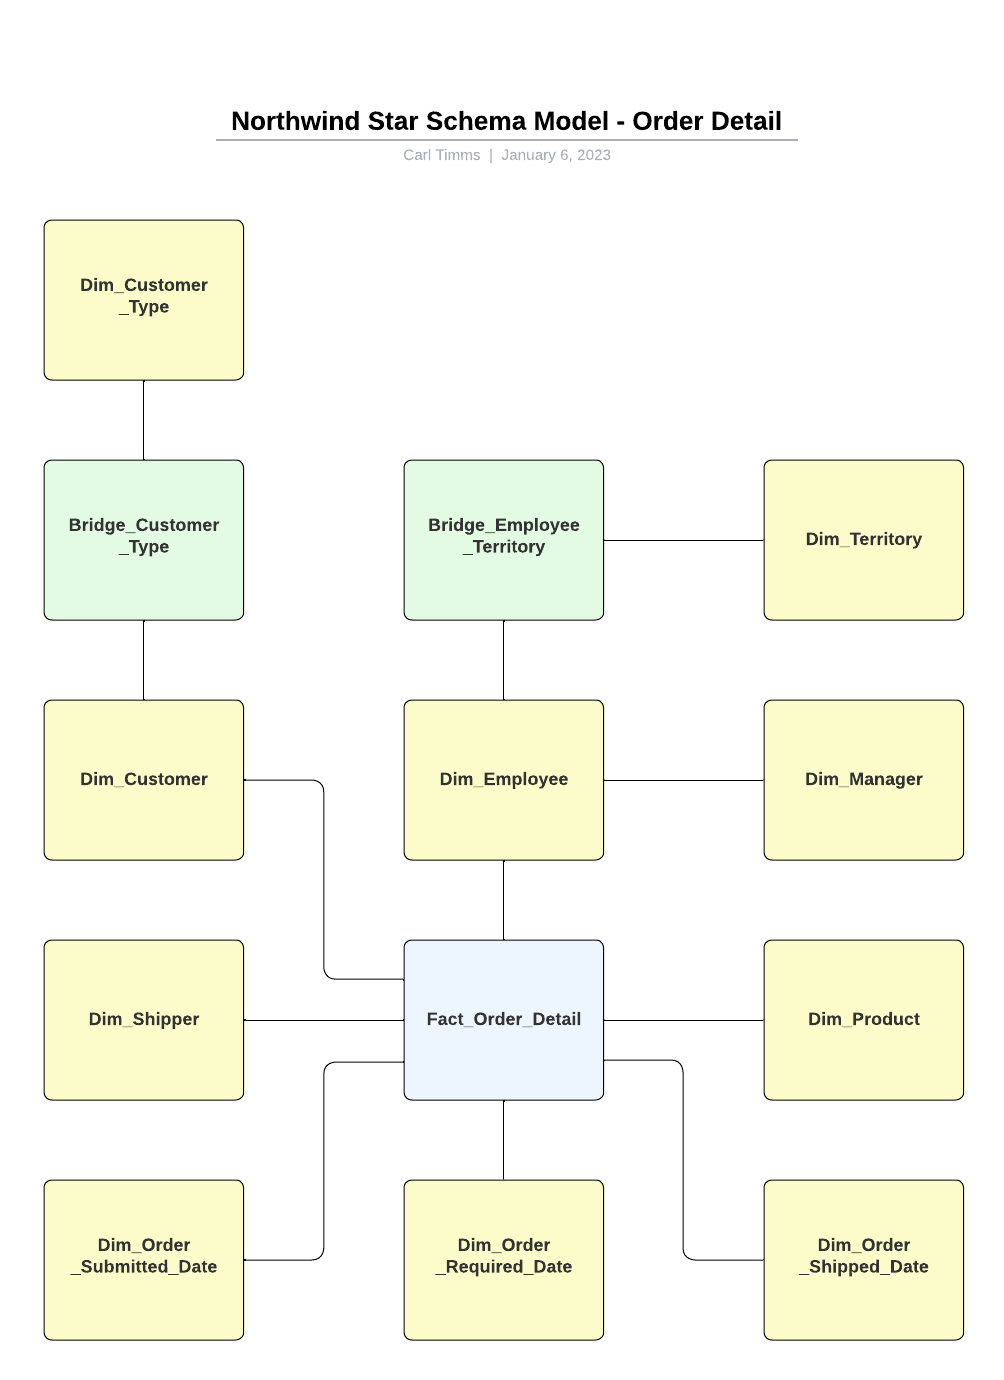 Northwind Star Schema Model - Order Detail
Carl Timms | January 6, 2023
Dim_Customer
_Type
Bridge_Customer
_Type
Bridge_Employee
_Territory
Dim_Territory
Dim_Customer
Dim_Employee
Dim_Manager
Dim_Shipper
Fact_Order_Detail
Dim_Product
Dim_Order
_Submitted_Date
Dim_Order
_Required_Date
Dim_Order
_Shipped_Date